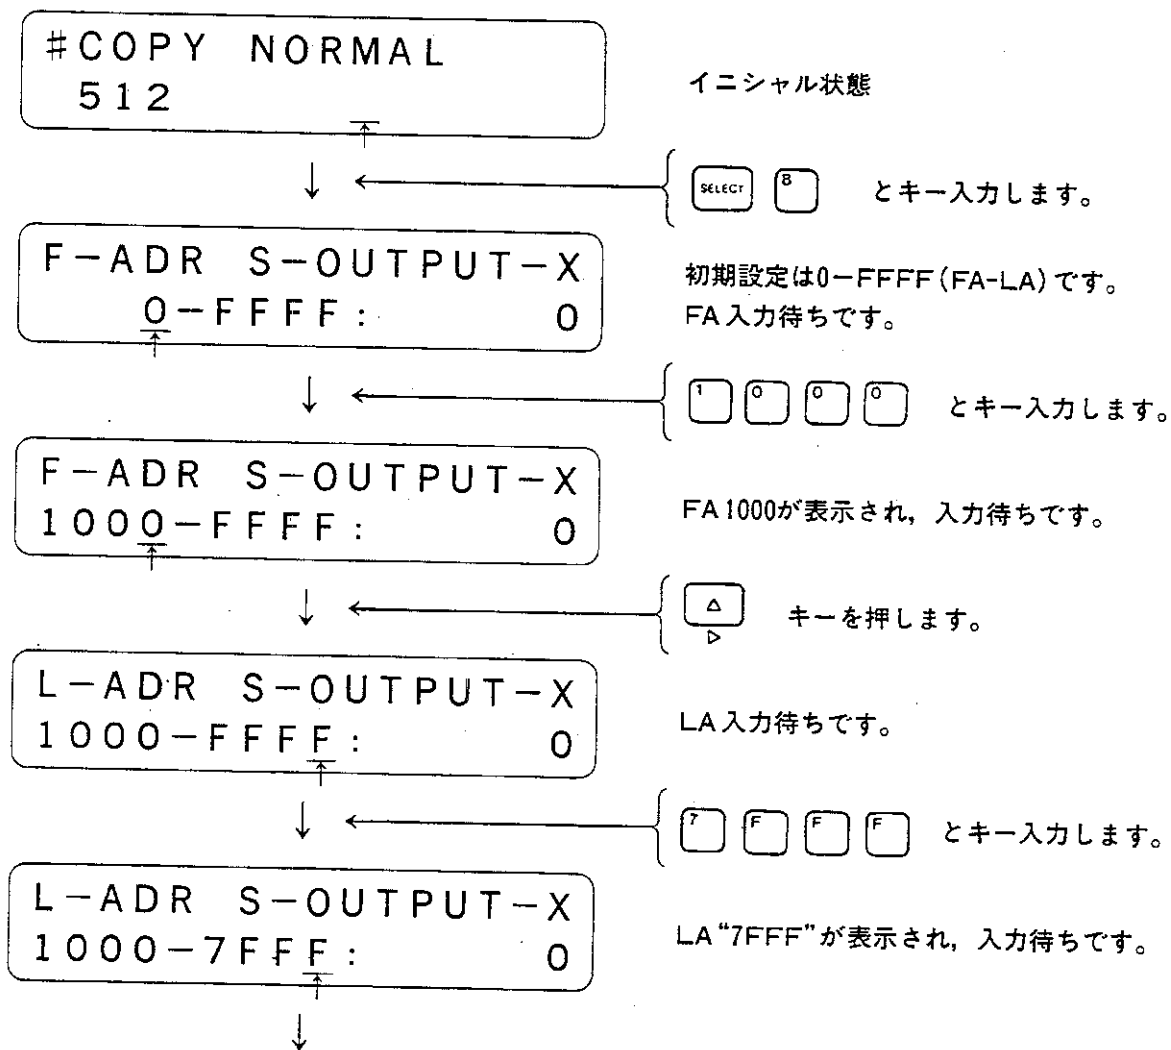 #COPY NORMAL
512
イニシャル状態
SELECT 8 とキー入力します。
F-ADR S-OUTPUT-X
0-FFFF: 0
初期設定は0-FFFF(FA-LA)です。
FA入力待ちです。
1 0 0 0 とキー入力します。
F-ADR S-OUTPUT-X
1000-FFFF: 0
FA1000が表示され,入力待ちです。
△
▷
キーを押します。
L-ADR S-OUTPUT-X
1000-FFFF: 0
LA入力待ちです。
7 F F F とキー入力します。
L-ADR S-OUTPUT-X
1000-7FFF: 0
LA“7FFF”が表示され,入力待ちです。